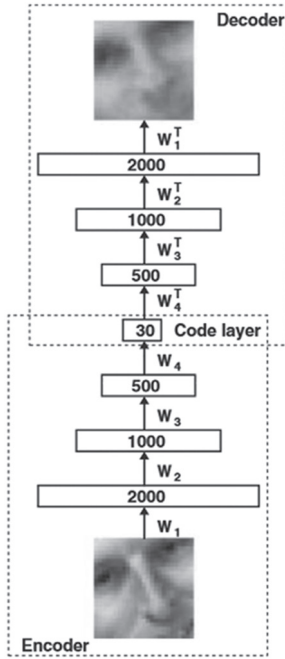 Decoder
W₁ᵀ
2000
W₂ᵀ
1000
W₃ᵀ
500
W₄ᵀ
30 Code layer
W₄
500
W₃
1000
W₂
2000
W₁
Encoder